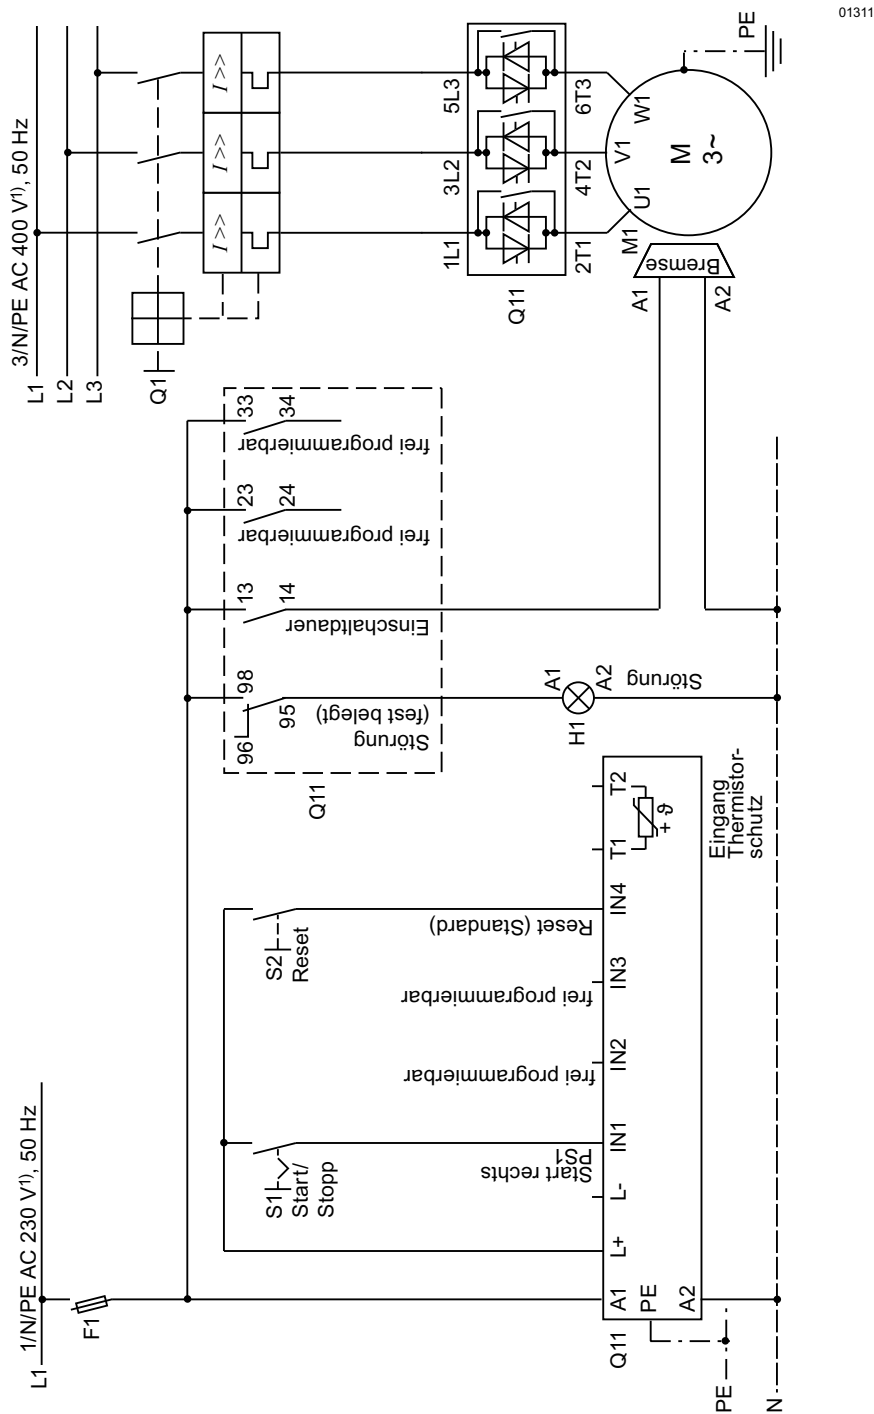 01311
3/N/PE AC 400 V¹⁾, 50 Hz
L1
L2
L3
Q1
I >>
I >>
I >>
1L1
3L2
5L3
2T1
4T2
6T3
Q11
PE
M1
U1
V1
W1
M
3~
Bremse
A1
A2
33
34
frei programmierbar
23
24
frei programmierbar
13
14
Einschaltdauer
98
96
95
Störung
(fest belegt)
Q11
H1
A1
A2
Störung
1/N/PE AC 230 V¹⁾, 50 Hz
L1
F1
S1
Start/
Stopp
S2
Reset
Start rechts
PS1
frei programmierbar
frei programmierbar
Reset (Standard)
A1
L+
L-
IN1
IN2
IN3
IN4
T1
T2
+ ϑ
PE
A2
Q11
Eingang
Thermistor-
schutz
PE
N